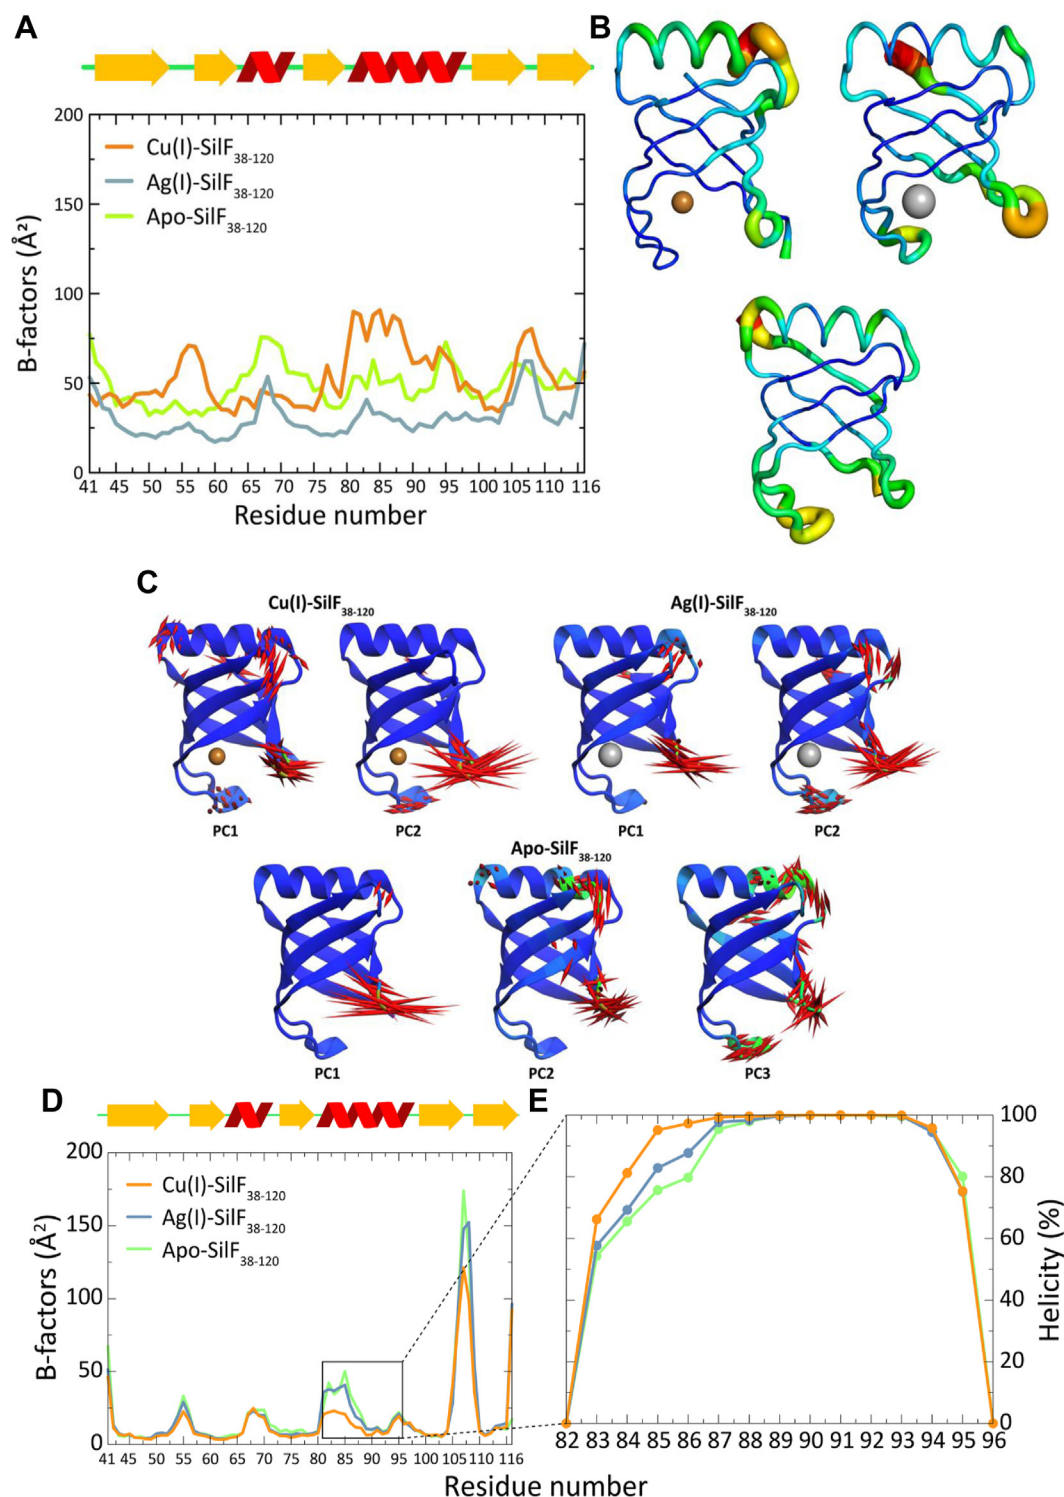 A
B
200
150
100
50
0
B-factors (Å²)
Cu(I)-SilF38-120
Ag(I)-SilF38-120
Apo-SilF38-120
41 45 50 55 60 65 70 75 80 85 90 95 100 105 110 116
Residue number
C
Cu(I)-SilF38-120
Ag(I)-SilF38-120
PC1
PC2
PC1
PC2
Apo-SilF38-120
PC1
PC2
PC3
D
200
150
100
50
0
B-factors (Å²)
Cu(I)-SilF38-120
Ag(I)-SilF38-120
Apo-SilF38-120
41 45 50 55 60 65 70 75 80 85 90 95 100 105 110 116
E
100
80
60
40
20
0
Helicity (%)
82 83 84 85 86 87 88 89 90 91 92 93 94 95 96
Residue number